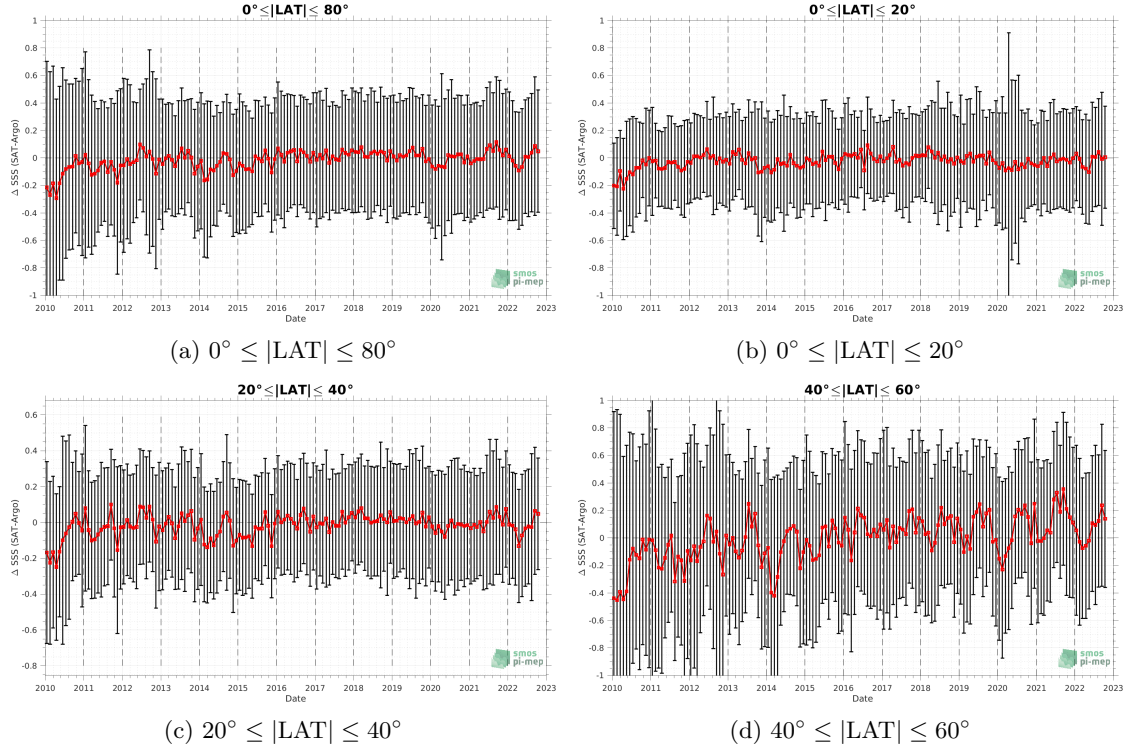 0°≤|LAT|≤ 80°
1
0.8
0.6
0.4
0.2
0
-0.2
-0.4
-0.6
-0.8
-1
Δ SSS (SAT-Argo)
2010 2011 2012 2013 2014 2015 2016 2017 2018 2019 2020 2021 2022 2023
Date
smos
pi-mep
(a) 0° ≤ |LAT| ≤ 80°
0°≤|LAT|≤ 20°
1
0.8
0.6
0.4
0.2
0
-0.2
-0.4
-0.6
-0.8
-1
Δ SSS (SAT-Argo)
2010 2011 2012 2013 2014 2015 2016 2017 2018 2019 2020 2021 2022 2023
Date
smos
pi-mep
(b) 0° ≤ |LAT| ≤ 20°
20°≤|LAT|≤ 40°
0.6
0.4
0.2
0
-0.2
-0.4
-0.6
-0.8
Δ SSS (SAT-Argo)
2010 2011 2012 2013 2014 2015 2016 2017 2018 2019 2020 2021 2022 2023
Date
smos
pi-mep
(c) 20° ≤ |LAT| ≤ 40°
40°≤|LAT|≤ 60°
1
0.8
0.6
0.4
0.2
0
-0.2
-0.4
-0.6
-0.8
-1
Δ SSS (SAT-Argo)
2010 2011 2012 2013 2014 2015 2016 2017 2018 2019 2020 2021 2022 2023
Date
smos
pi-mep
(d) 40° ≤ |LAT| ≤ 60°